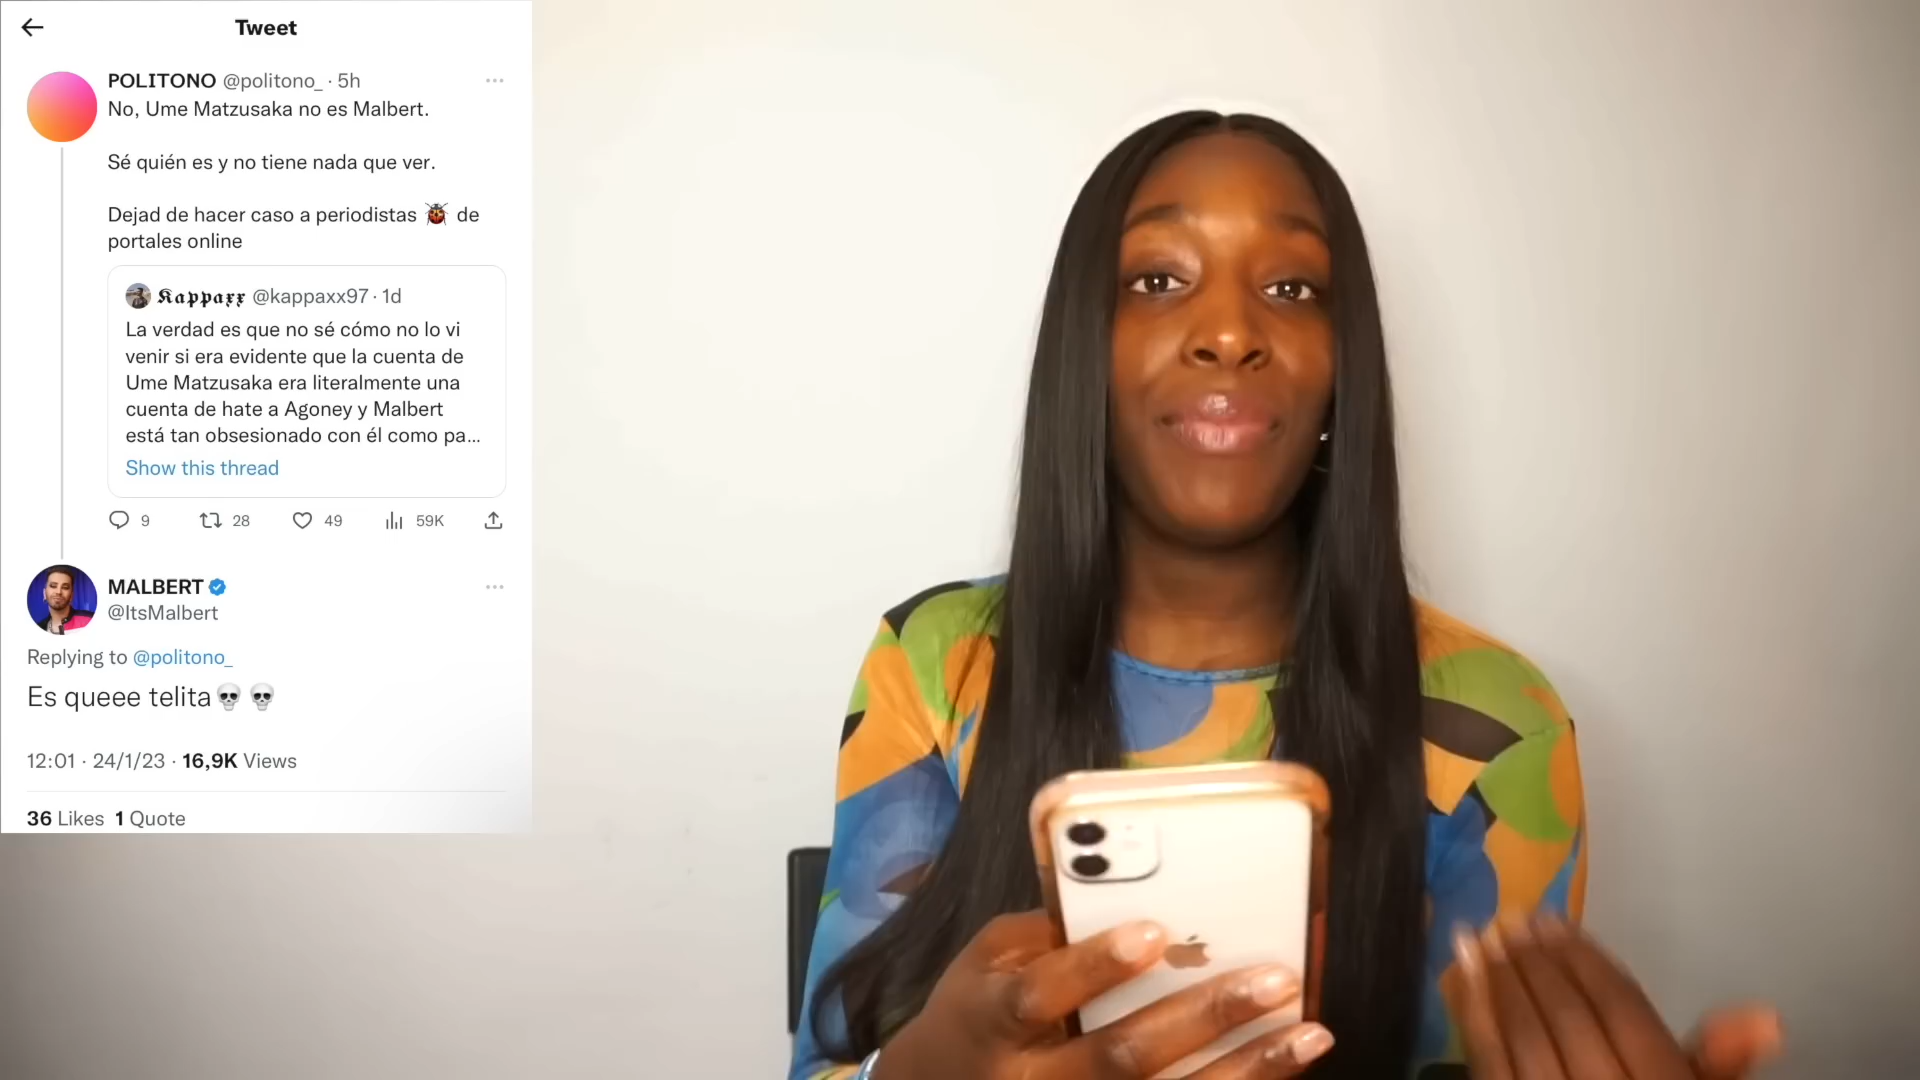 Tweet
POLITONO @politono_ · 5h
No, Ume Matzusaka no es Malbert.
Sé quién es y no tiene nada que ver.
Dejad de hacer caso a periodistas 🪲 de
portales online
𝕶𝖆𝖕𝖕𝖆𝖝𝖝 @kappaxx97 · 1d
La verdad es que no sé cómo no lo vi
venir si era evidente que la cuenta de
Ume Matzusaka era literalmente una
cuenta de hate a Agoney y Malbert
está tan obsesionado con él como pa...
Show this thread
9 28 49 59K
MALBERT
@ItsMalbert
Replying to @politono_
Es queee telita💀💀
12:01 · 24/1/23 · 16,9K Views
36 Likes 1 Quote